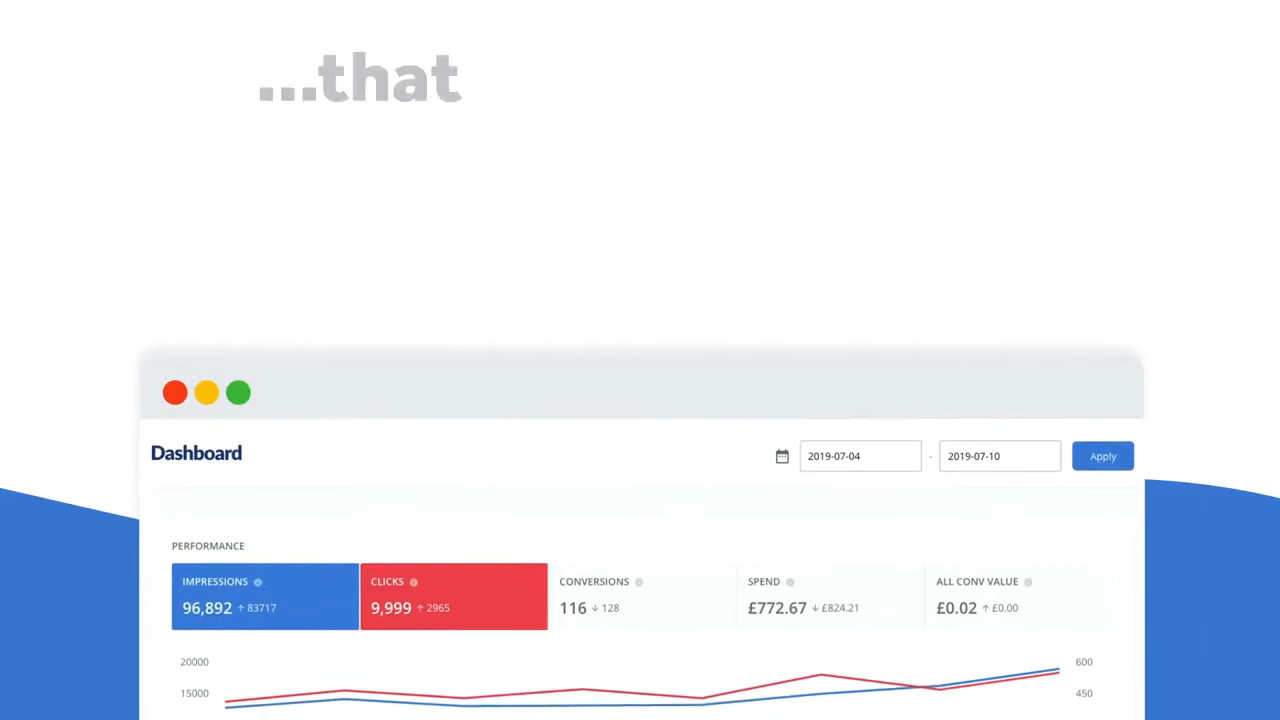 ...that
Dashboard
2019-07-04 - 2019-07-10 Apply
PERFORMANCE
IMPRESSIONS CLICKS CONVERSIONS SPEND ALL CONV VALUE
96,892 ↑ 83717 9,999 ↑ 2965 116 ↓ 128 £772.67 ↓ £824.21 £0.02 ↑ £0.00
20000 600
15000 450